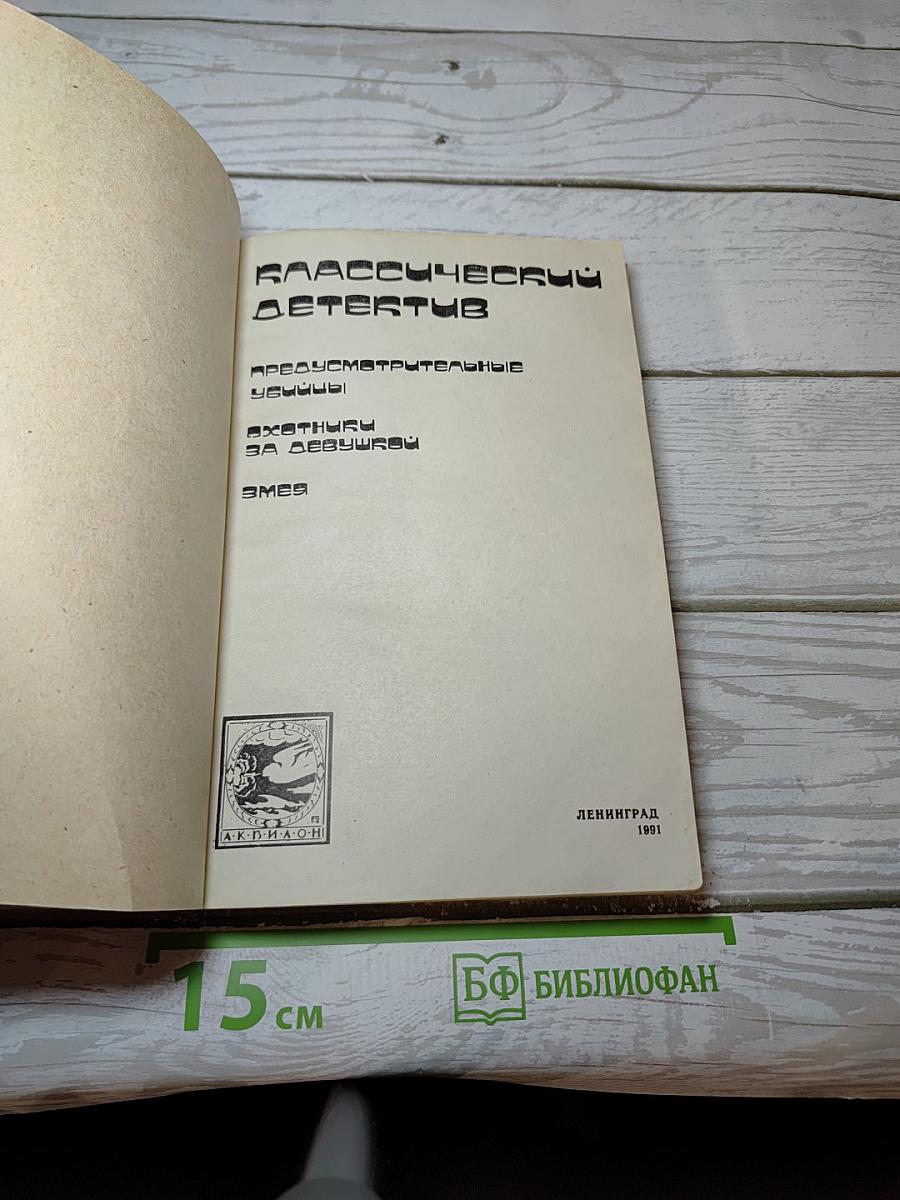 КЛАССИЧЕСКИЙ
ДЕТЕКТИВ
ПРЕДУСМОТРИТЕЛЬНЫЕ
УБИЙЦЫ
ОХОТНИКИ
ЗА ДЕВУШКОЙ
ЗМЕЯ
А·К·В·И·Л·О·Н
ЛЕНИНГРАД
1991
15 см
БФ БИБЛИОФАН